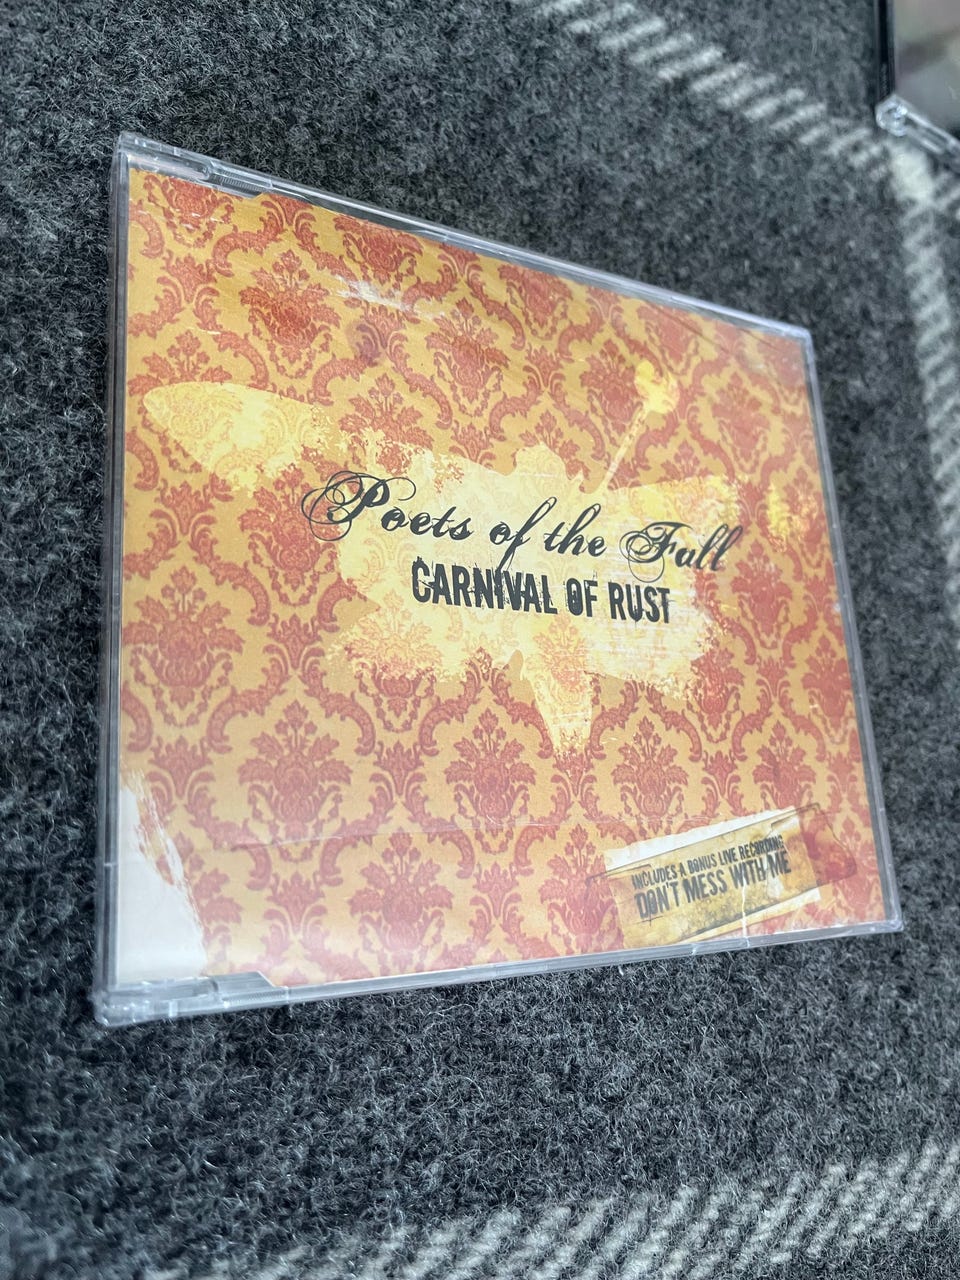 Poets of the Fall
CARNIVAL OF RUST
INCLUDES A BONUS LIVE RECORDING
DON'T MESS WITH ME